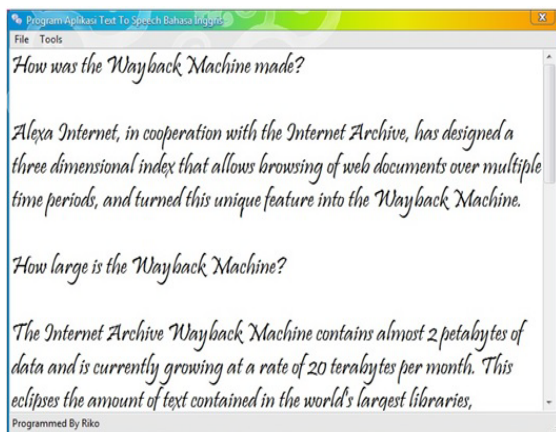 Program Aplikasi Text To Speech Bahasa Inggris
File Tools
How was the Wayback Machine made?
Alexa Internet, in cooperation with the Internet Archive, has designed a
three dimensional index that allows browsing of web documents over multiple
time periods, and turned this unique feature into the Wayback Machine.
How large is the Wayback Machine?
The Internet Archive Wayback Machine contains almost 2 petabytes of
data and is currently growing at a rate of 20 terabytes per month. This
eclipses the amount of text contained in the world's largest libraries,
Programmed By Riko